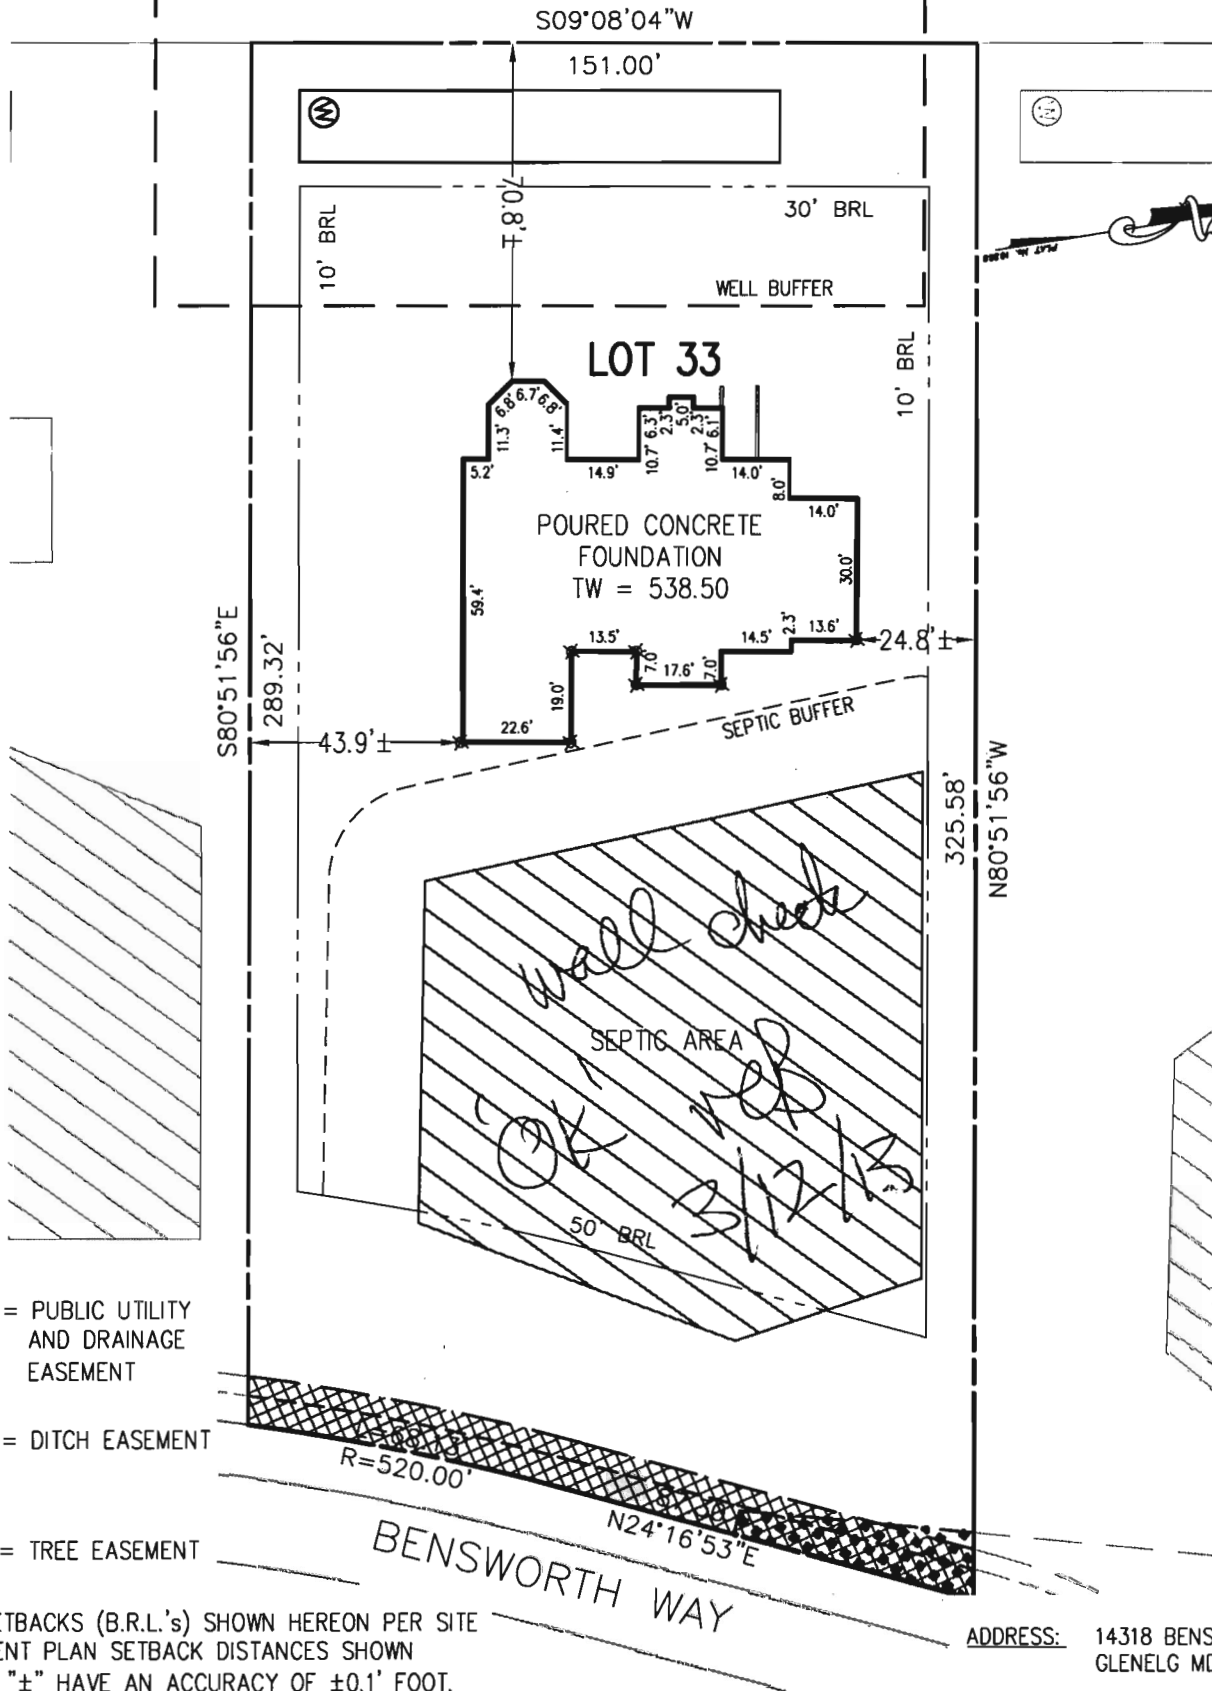 S09°08'04"W
151.00'
W
W
70.8'±
30' BRL
10' BRL
PLAT No.
WELL BUFFER
LOT 33
10' BRL
6.8' 6.7' 6.8'
11.3'
11.4'
6.3'
2.3'
5.0'
2.3'
6.1'
10.7'
10.7'
5.2'
14.9'
14.0'
8.0'
14.0'
POURED CONCRETE
FOUNDATION
TW = 538.50
59.4'
30.0'
13.5'
14.5'
2.3'
13.6'
24.8'±
7.0'
17.6'
7.0'
19.0'
22.6'
43.9'±
S80°51'56"E
289.32'
SEPTIC BUFFER
325.58'
N80°51'56"W
wall check
SEPTIC AREA
OK
3/12/13
50' BRL
= PUBLIC UTILITY
AND DRAINAGE
EASEMENT
= DITCH EASEMENT
R=520.00'
N24°16'53"E
= TREE EASEMENT
BENSWORTH WAY
ETBACKS (B.R.L.'s) SHOWN HEREON PER SITE
ENT PLAN SETBACK DISTANCES SHOWN
"±" HAVE AN ACCURACY OF ±0.1' FOOT.
ADDRESS: 14318 BENS
GLENELG MD